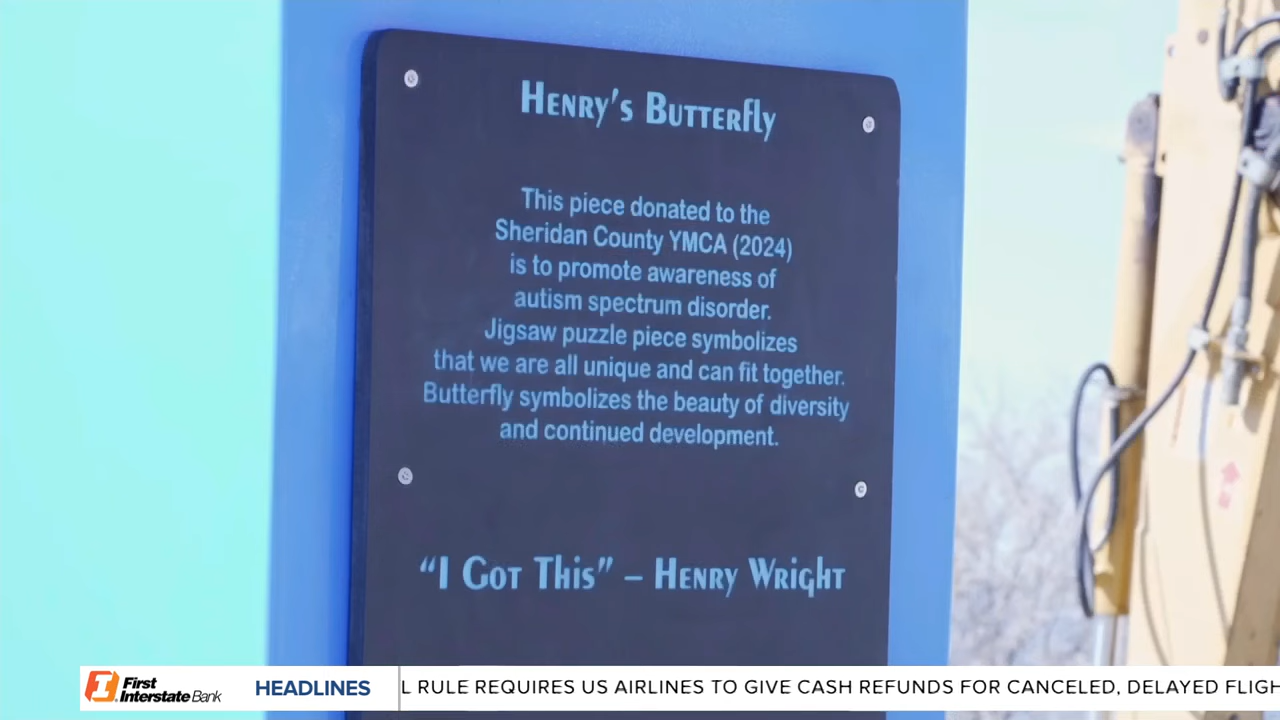 Henry's Butterfly
This piece donated to the
Sheridan County YMCA (2024)
is to promote awareness of
autism spectrum disorder.
Jigsaw puzzle piece symbolizes
that we are all unique and can fit together.
Butterfly symbolizes the beauty of diversity
and continued development.
“I Got This” – Henry Wright
First
Interstate Bank
HEADLINES
L RULE REQUIRES US AIRLINES TO GIVE CASH REFUNDS FOR CANCELED, DELAYED FLIGH